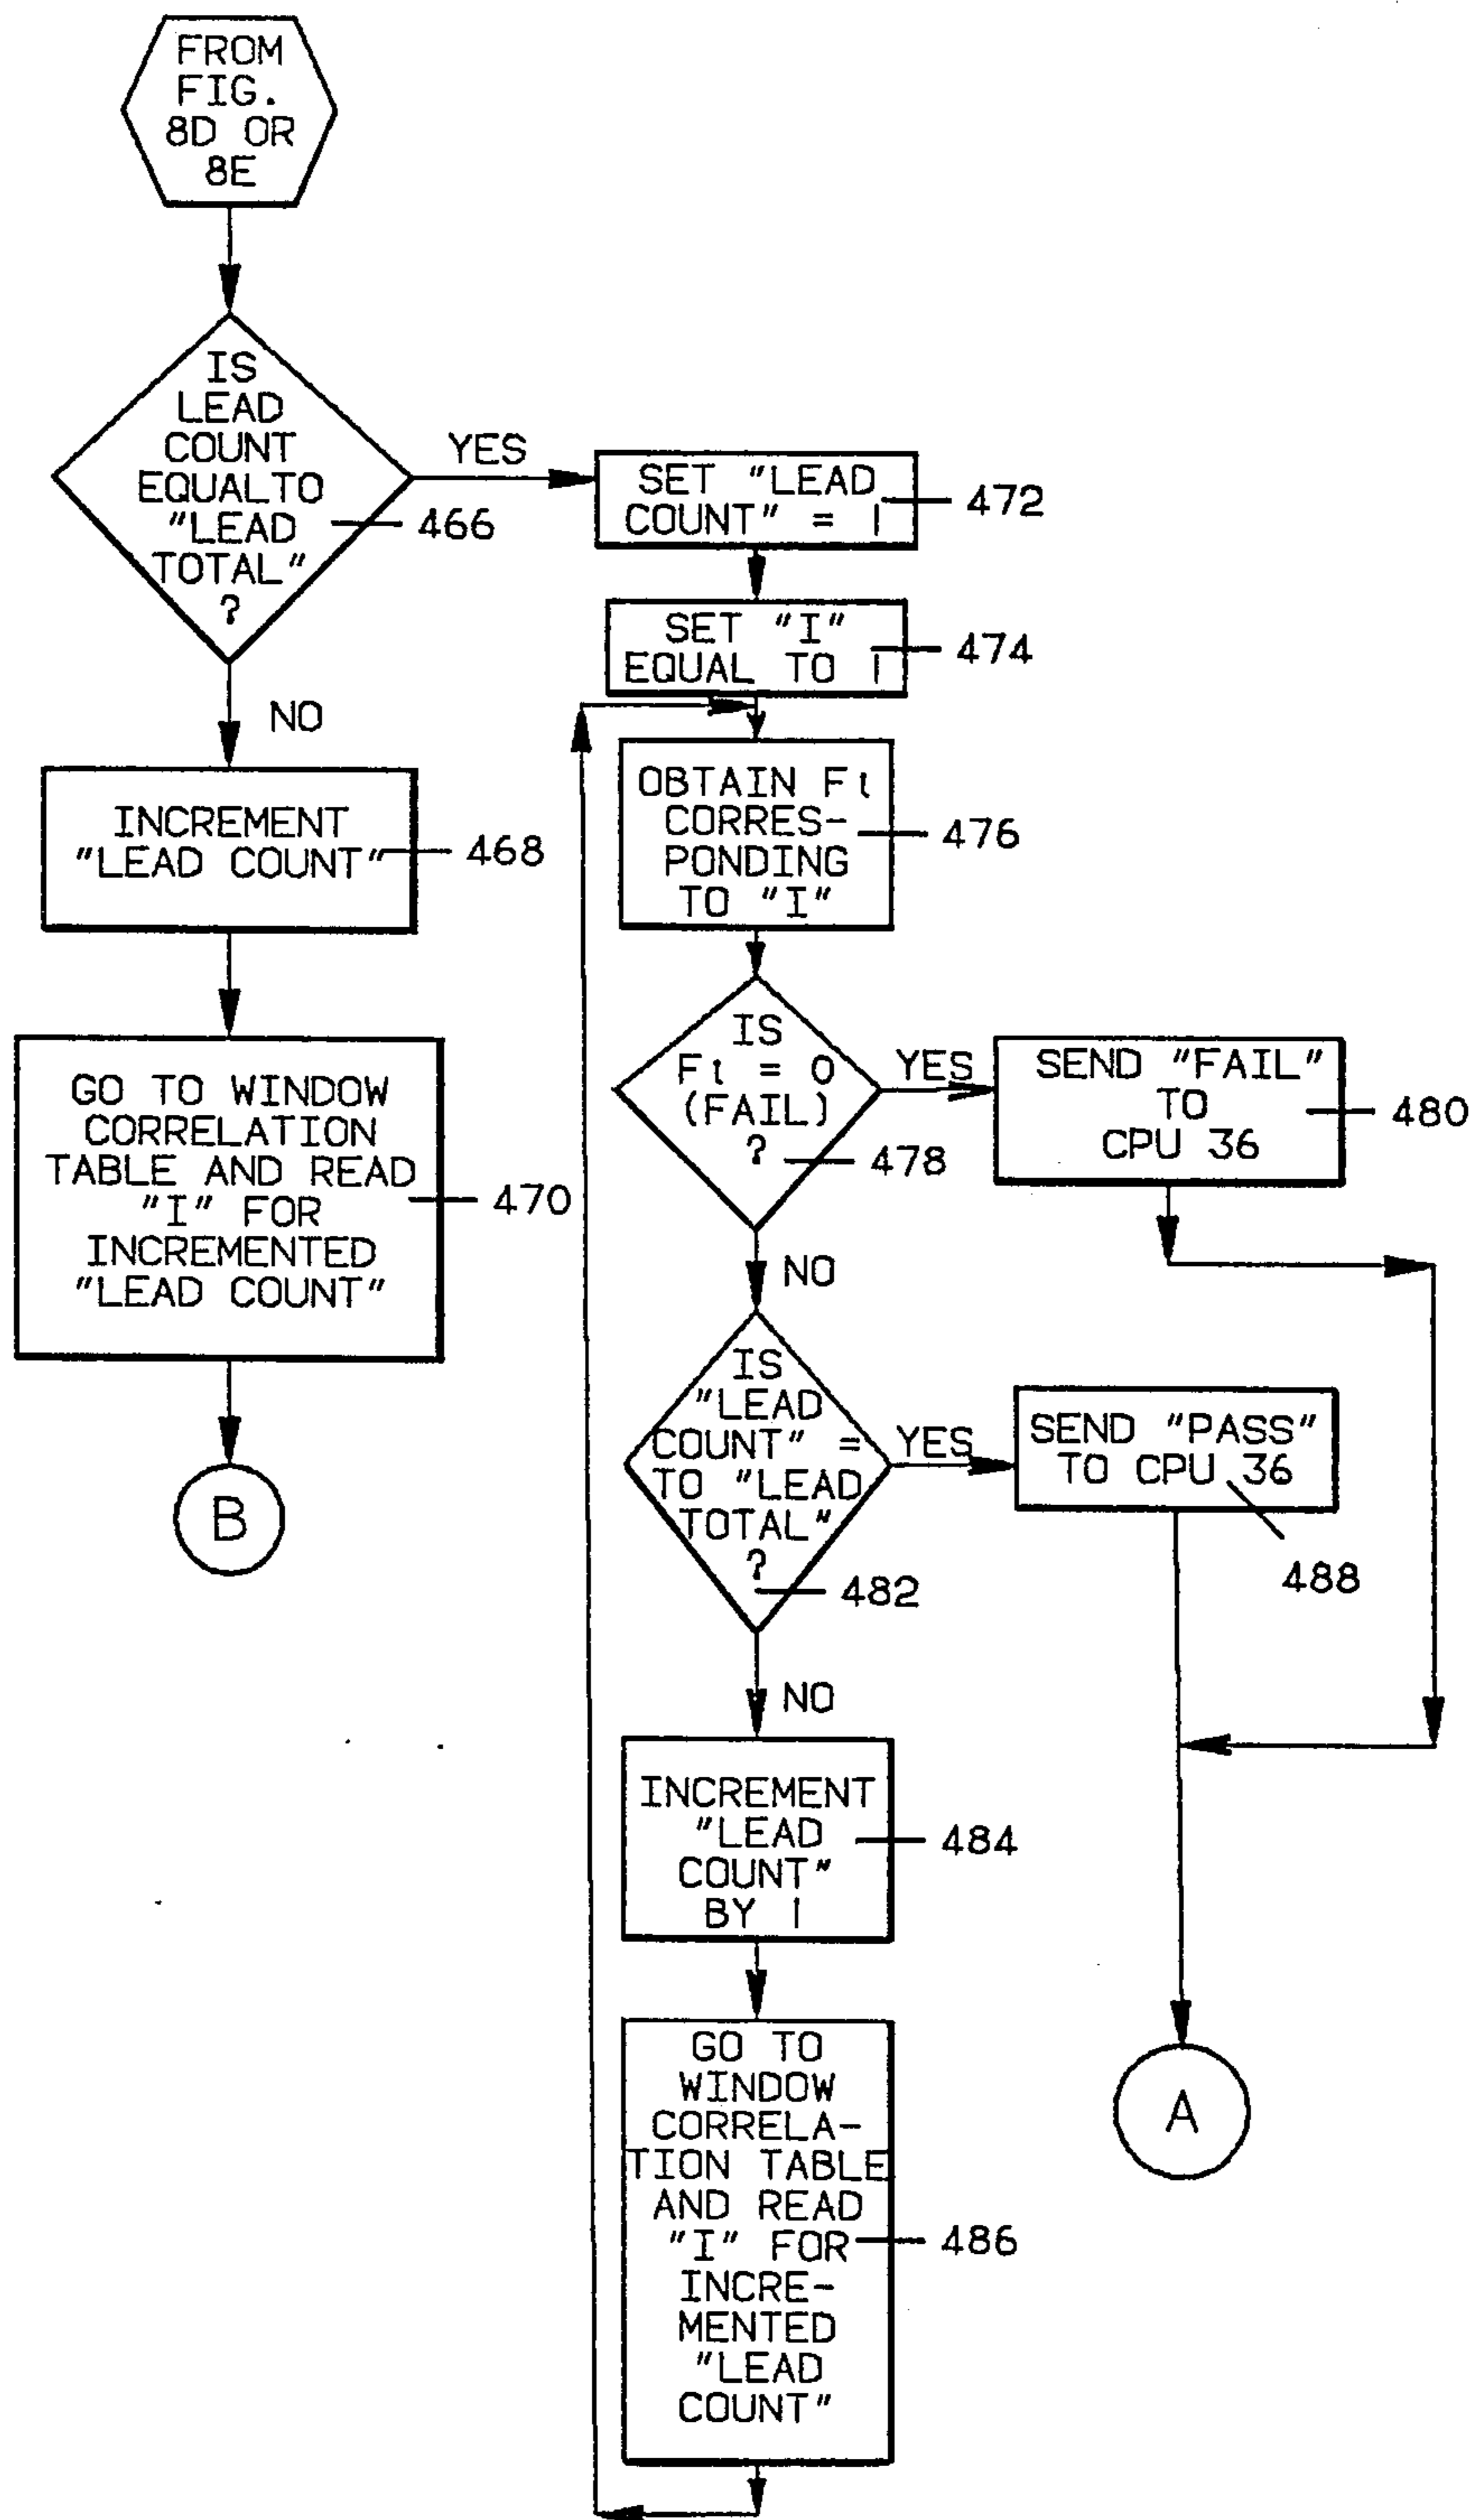 FROM
FIG.
8D OR
8E
IS
LEAD
COUNT
EQUALTO
"LEAD
TOTAL"
?
466
YES
NO
INCREMENT
"LEAD COUNT"
468
GO TO WINDOW
CORRELATION
TABLE AND READ
"I" FOR
INCREMENTED
"LEAD COUNT"
470
B
SET "LEAD
COUNT" = 1
472
SET "I"
EQUAL TO 1
474
OBTAIN Fi
CORRES-
PONDING
TO "I"
476
IS
Fi = 0
(FAIL)
?
478
YES
SEND "FAIL"
TO
CPU 36
480
NO
IS
"LEAD
COUNT" =
TO "LEAD
TOTAL"
?
482
YES
SEND "PASS"
TO CPU 36
488
NO
INCREMENT
"LEAD
COUNT"
BY 1
484
GO TO
WINDOW
CORRELA-
TION TABLE
AND READ
"I" FOR
INCRE-
MENTED
"LEAD
COUNT"
486
A